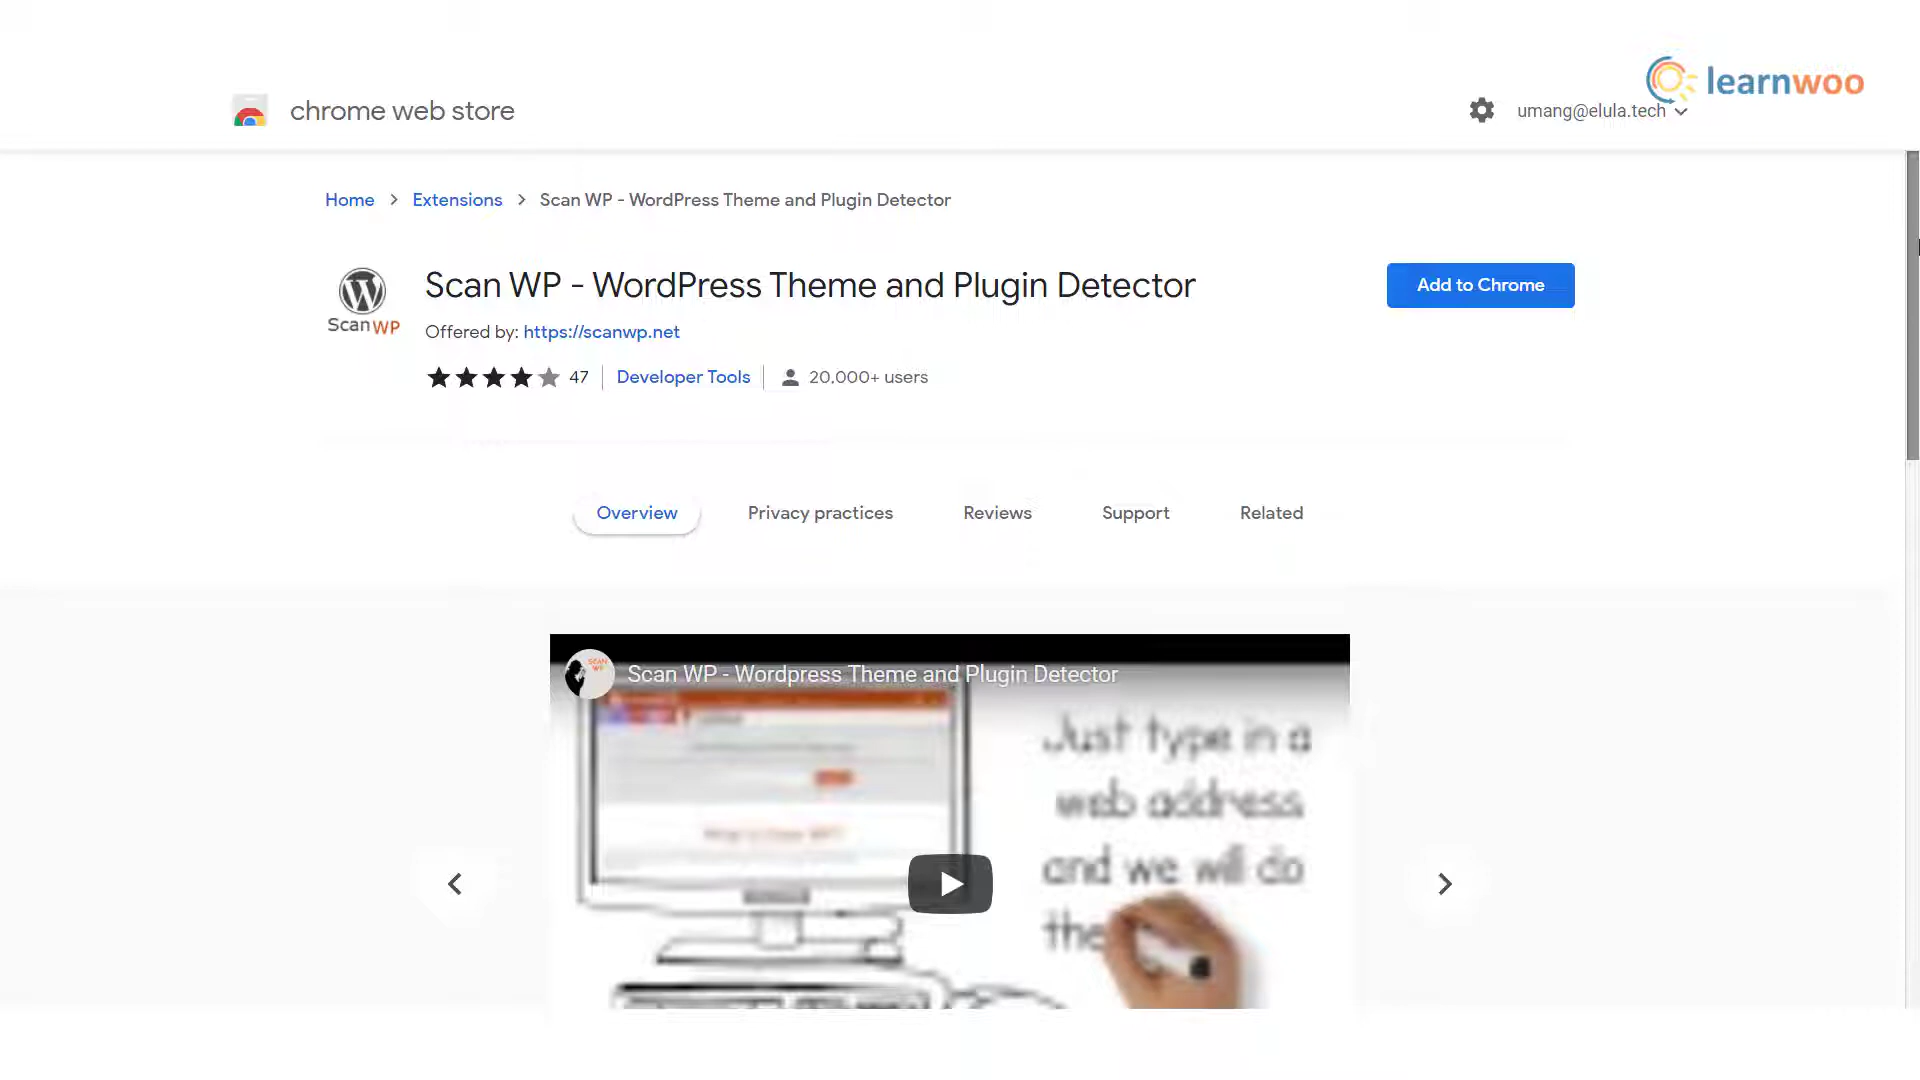 learnwoo
chrome web store
umang@elula.tech
Home > Extensions > Scan WP - WordPress Theme and Plugin Detector
Scan WP
Scan WP - WordPress Theme and Plugin Detector
Add to Chrome
Offered by: https://scanwp.net
47 Developer Tools 20.000+ users
Overview Privacy practices Reviews Support Related
SCAN WP
Scan WP - Wordpress Theme and Plugin Detector
Just type in a
web address
and we will do
the